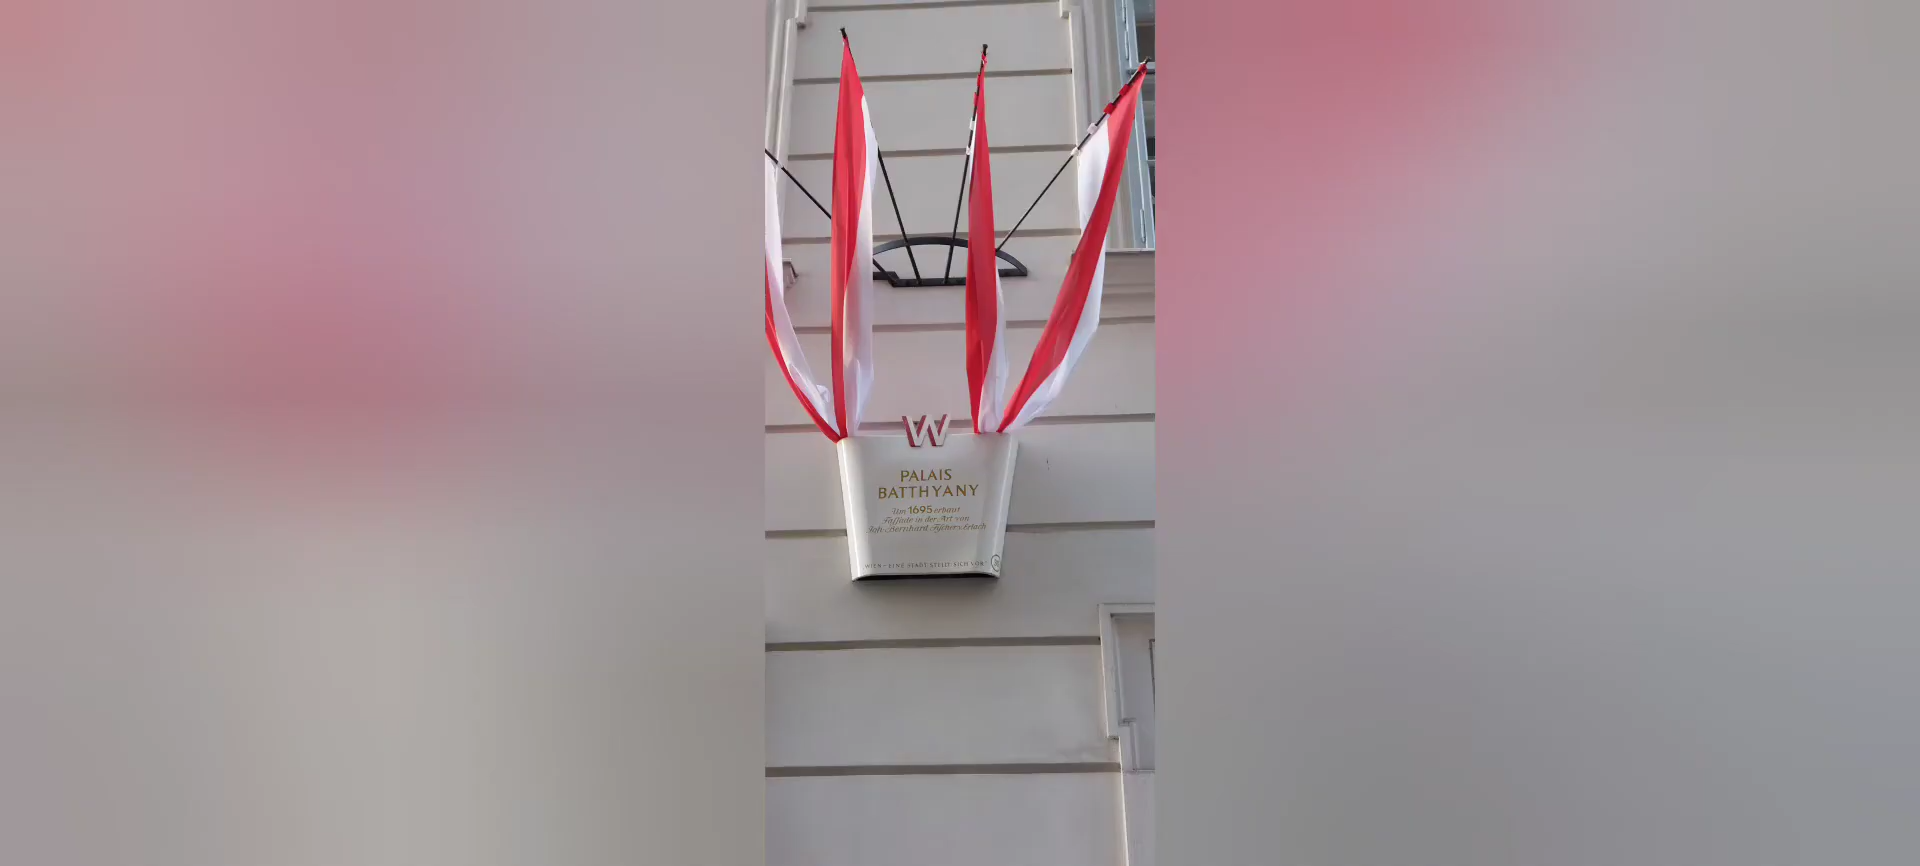 W
PALAIS
BATTHYANY
Um 1695 erbaut
Fassade in der Art von
Joh. Bernhard Fischers v. Erlach
WIEN - EINE STADT STELLT SICH VOR